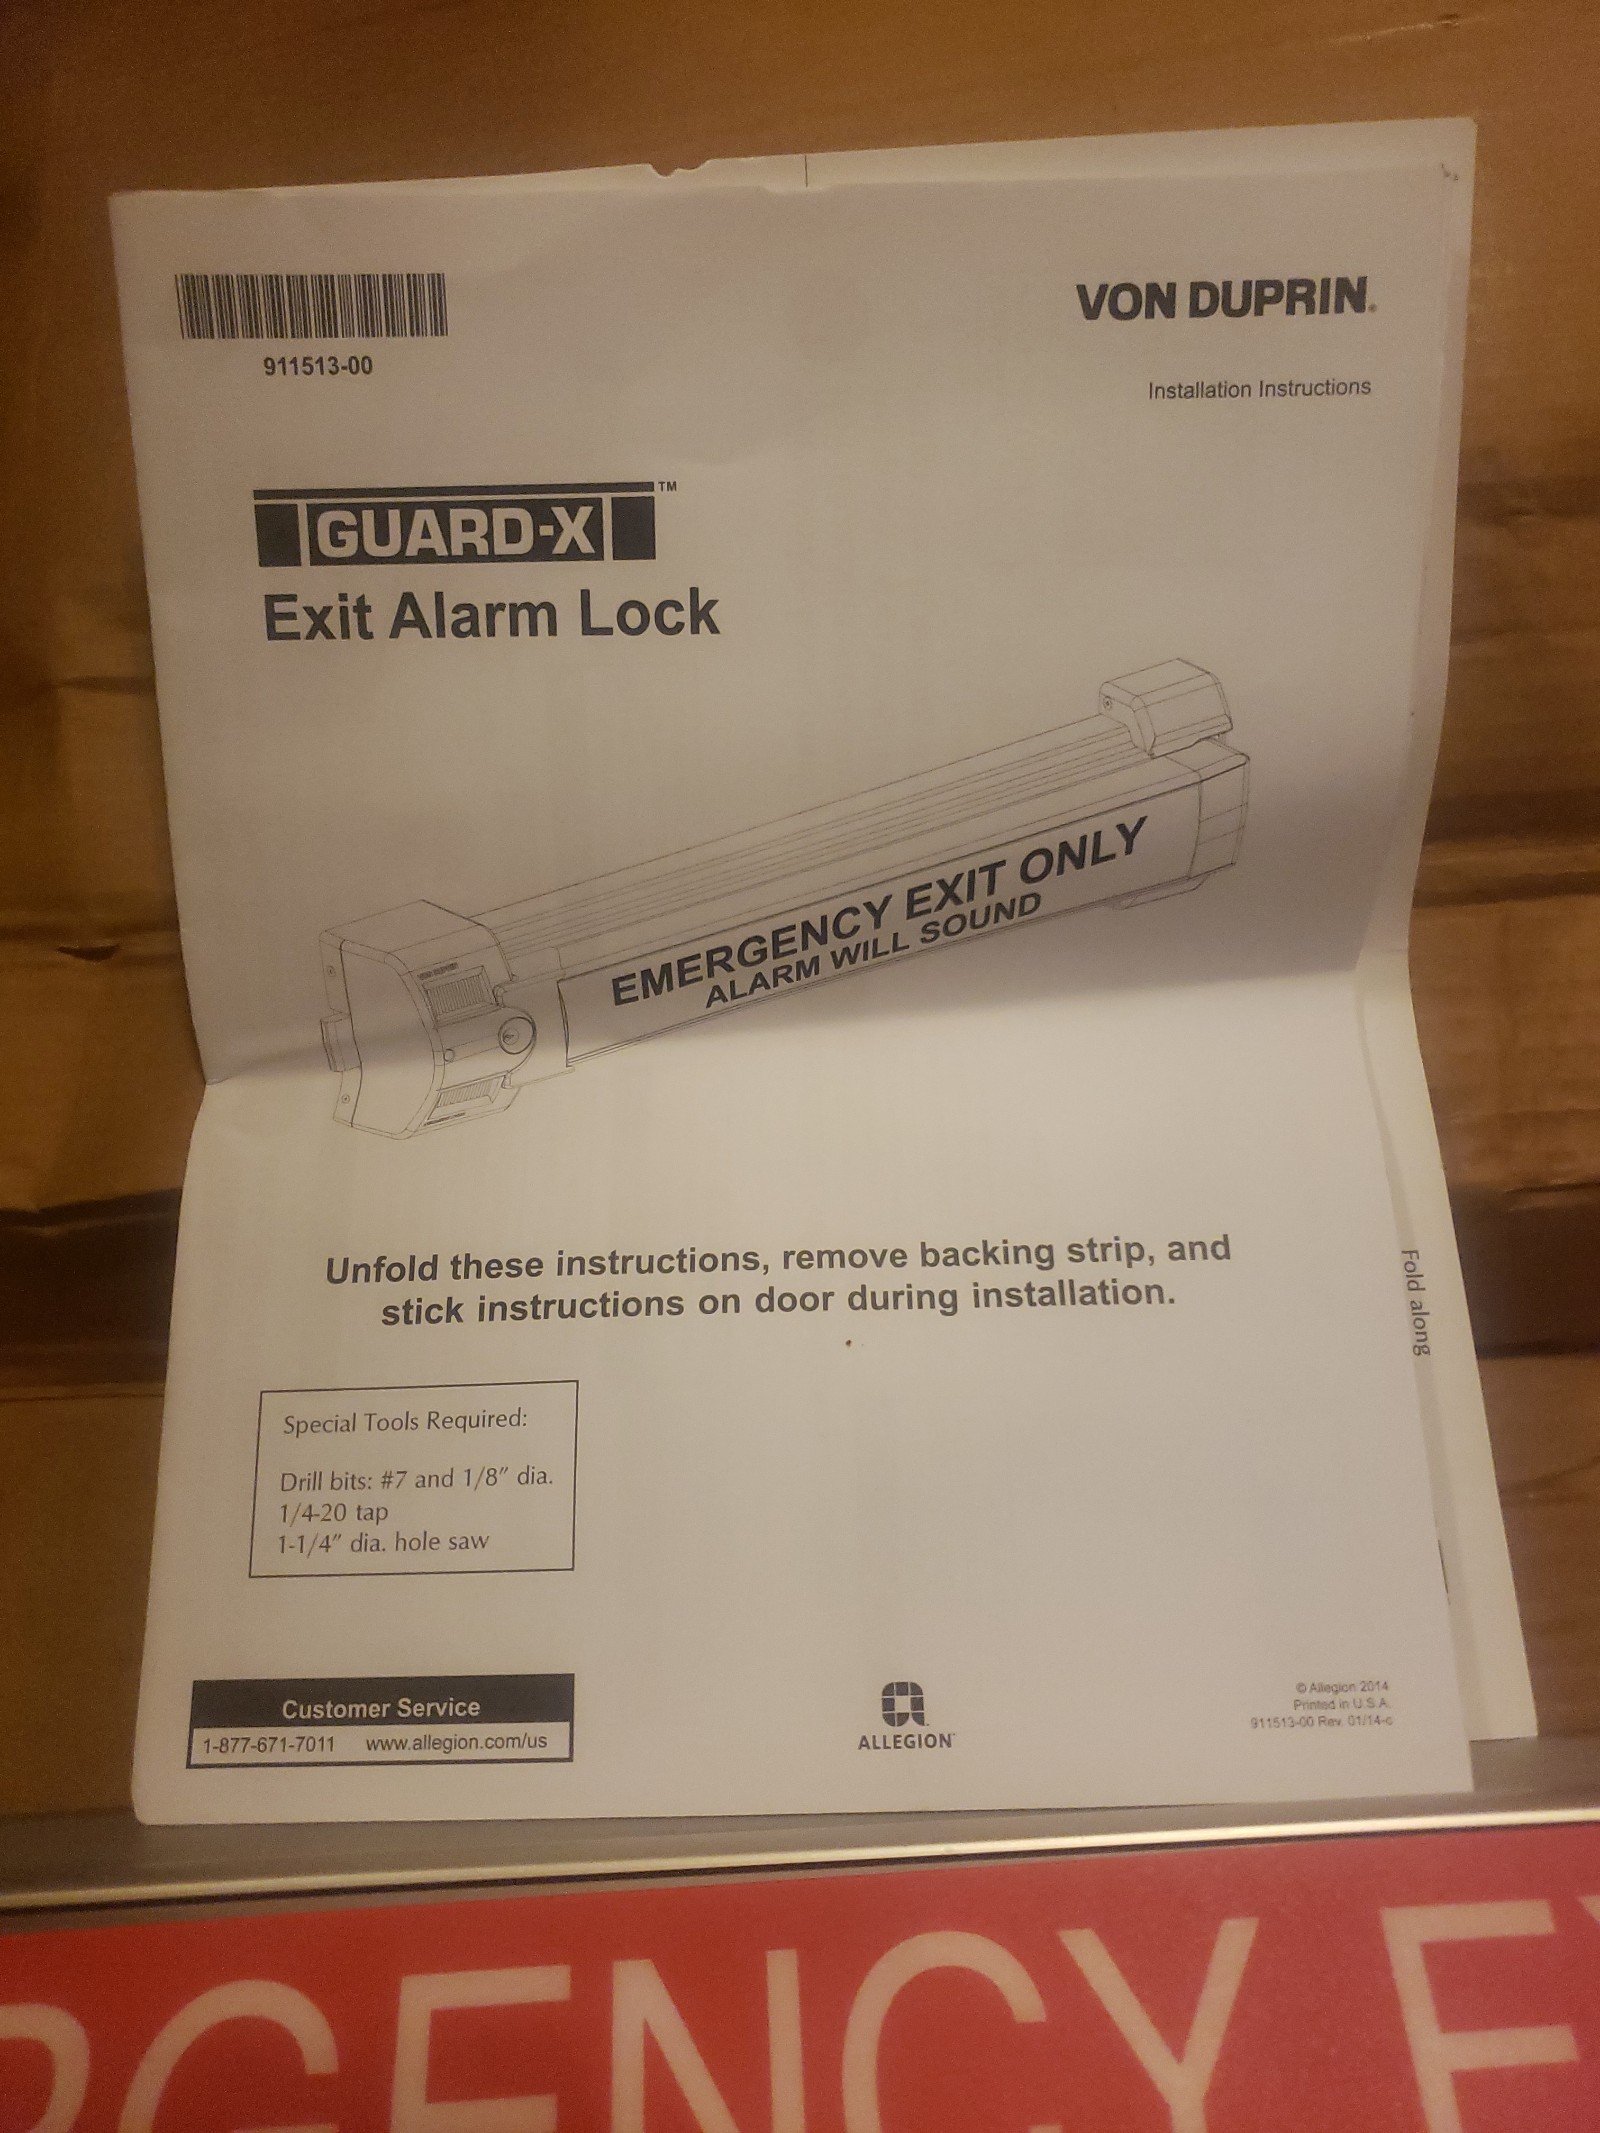 911513-00
VON DUPRIN®
Installation Instructions
GUARD-X™
Exit Alarm Lock
EMERGENCY EXIT ONLY
ALARM WILL SOUND
Unfold these instructions, remove backing strip, and
stick instructions on door during installation.
Fold along
Special Tools Required:
Drill bits: #7 and 1/8" dia.
1/4-20 tap
1-1/4" dia. hole saw
Customer Service
1-877-671-7011 www.allegion.com/us
ALLEGION™
© Allegion 2014
Printed in U.S.A.
911513-00 Rev. 01/14-c
RGENCY EX